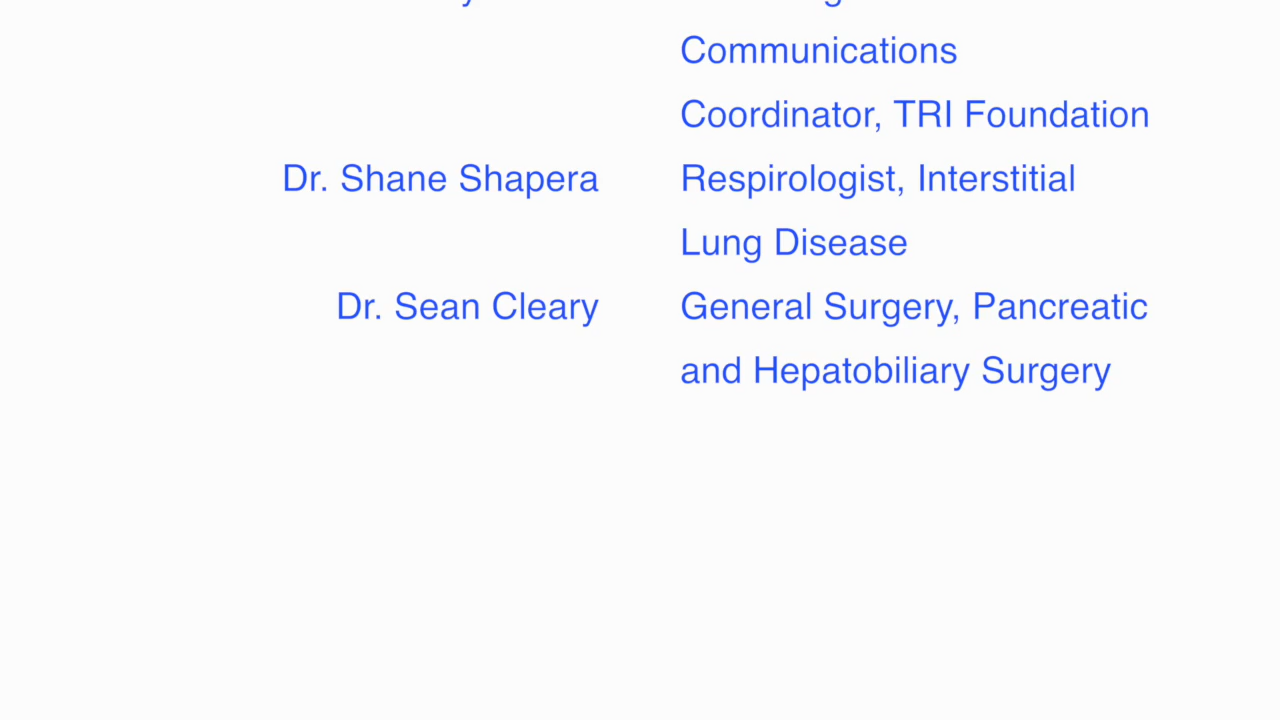 Communications
Coordinator, TRI Foundation
Dr. Shane Shapera Respirologist, Interstitial
Lung Disease
Dr. Sean Cleary General Surgery, Pancreatic
and Hepatobiliary Surgery